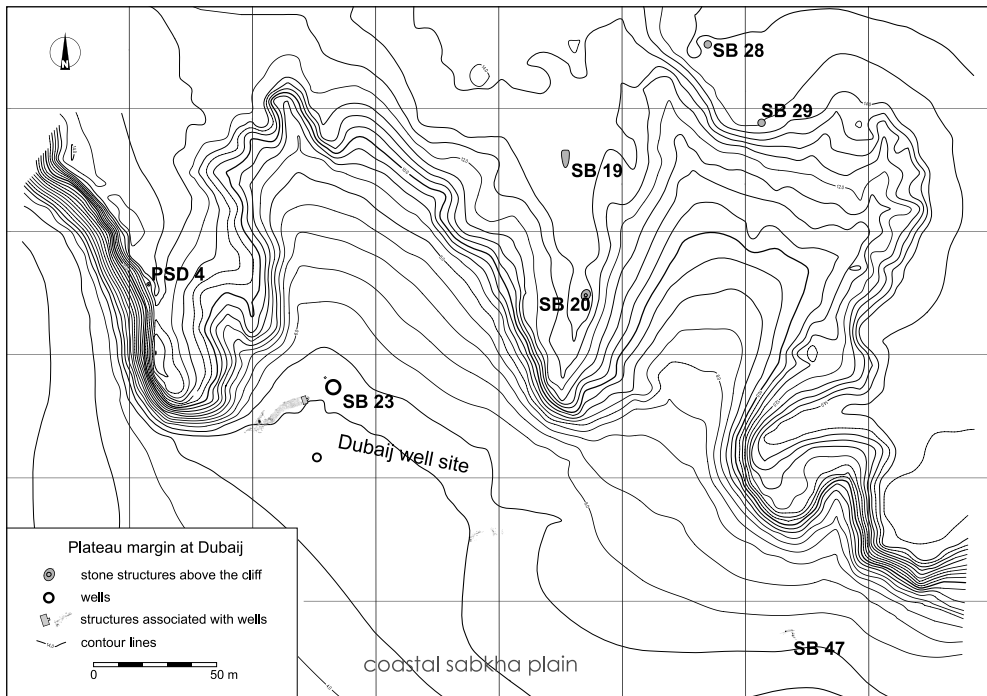 N
SB 28
SB 29
SB 19
PSD 4
SB 20
SB 23
Dubaij well site
Plateau margin at Dubaij
stone structures above the cliff
wells
structures associated with wells
contour lines
0 50 m
coastal sabkha plain
SB 47